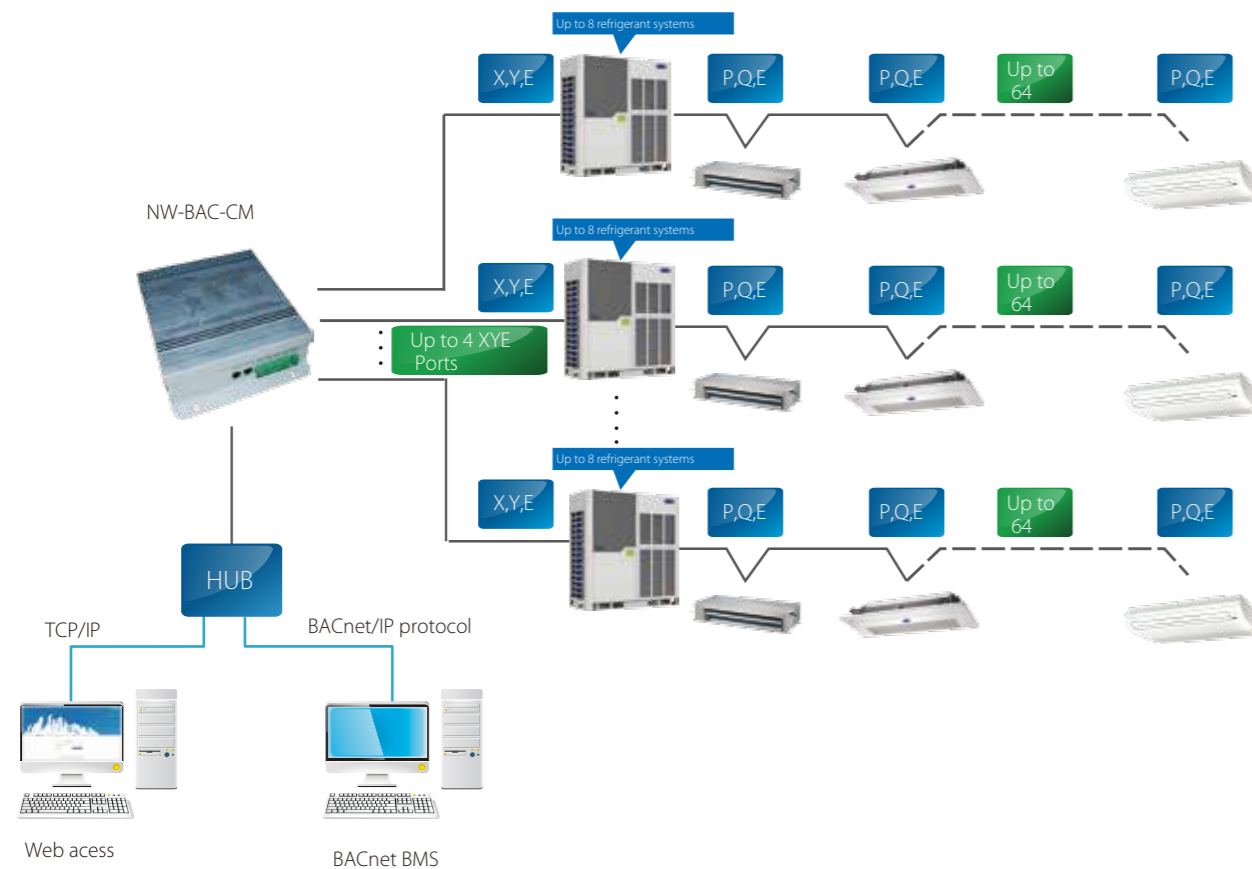 Up to 8 refrigerant systems
X,Y,E
P,Q,E
P,Q,E
Up to
64
P,Q,E
NW-BAC-CM
Up to 8 refrigerant systems
X,Y,E
P,Q,E
P,Q,E
Up to
64
P,Q,E
Up to 4 XYE
Ports
Up to 8 refrigerant systems
X,Y,E
P,Q,E
P,Q,E
Up to
64
P,Q,E
HUB
TCP/IP
BACnet/IP protocol
Web acess
BACnet BMS